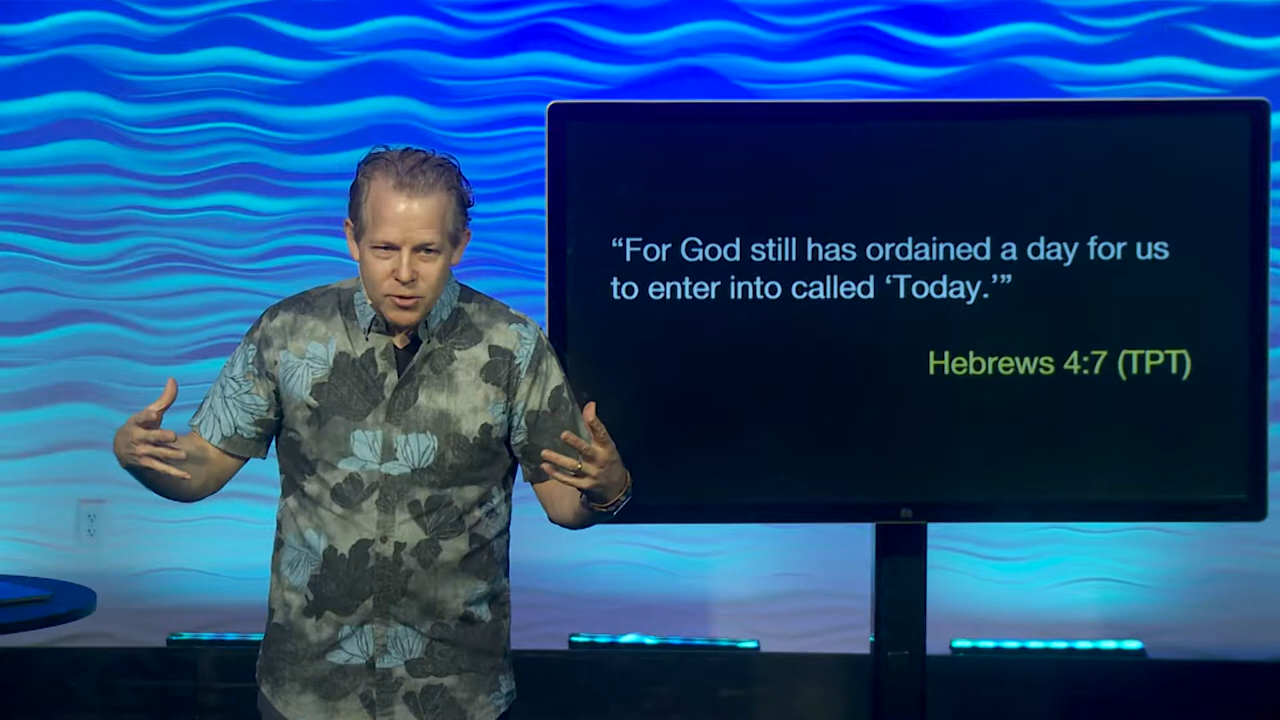 “For God still has ordained a day for us
to enter into called ‘Today.’”
Hebrews 4:7 (TPT)